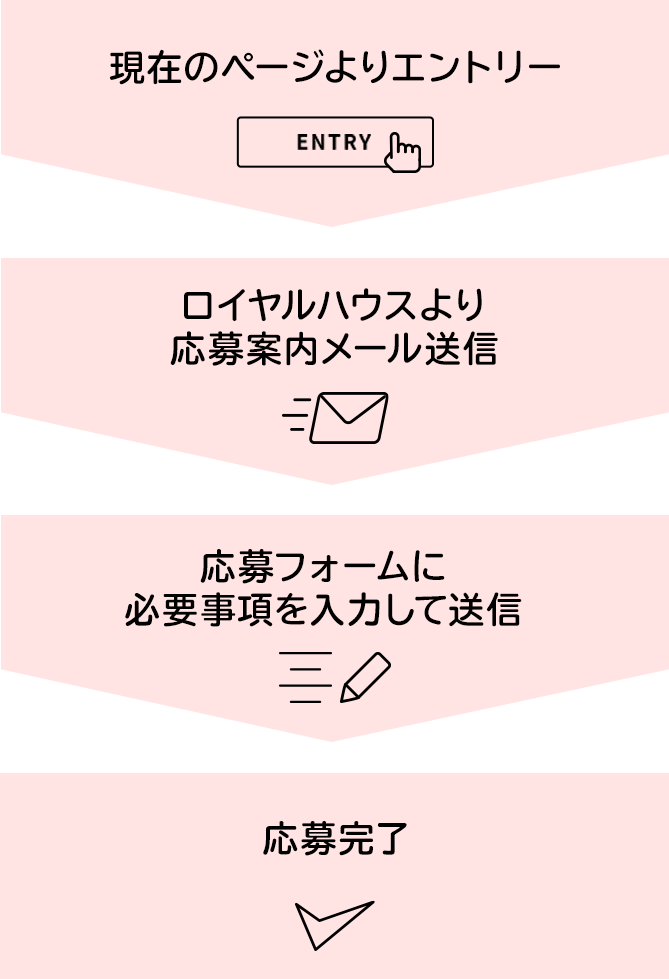 現在のページよりエントリー
ENTRY
ロイヤルハウスより
応募案内メール送信
応募フォームに
必要事項を入力して送信
応募完了